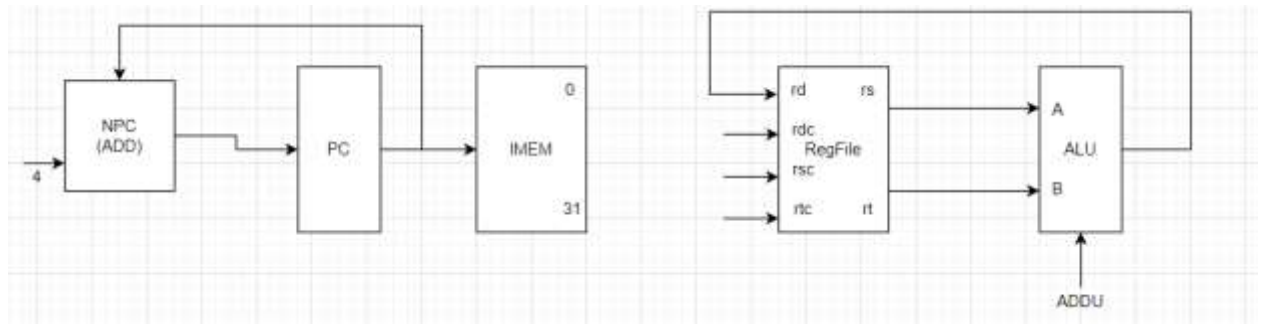 NPC
(ADD)
4
PC
0
IMEM
31
rd rs
rdc
RegFile
rsc
rtc rt
A
ALU
B
ADDU